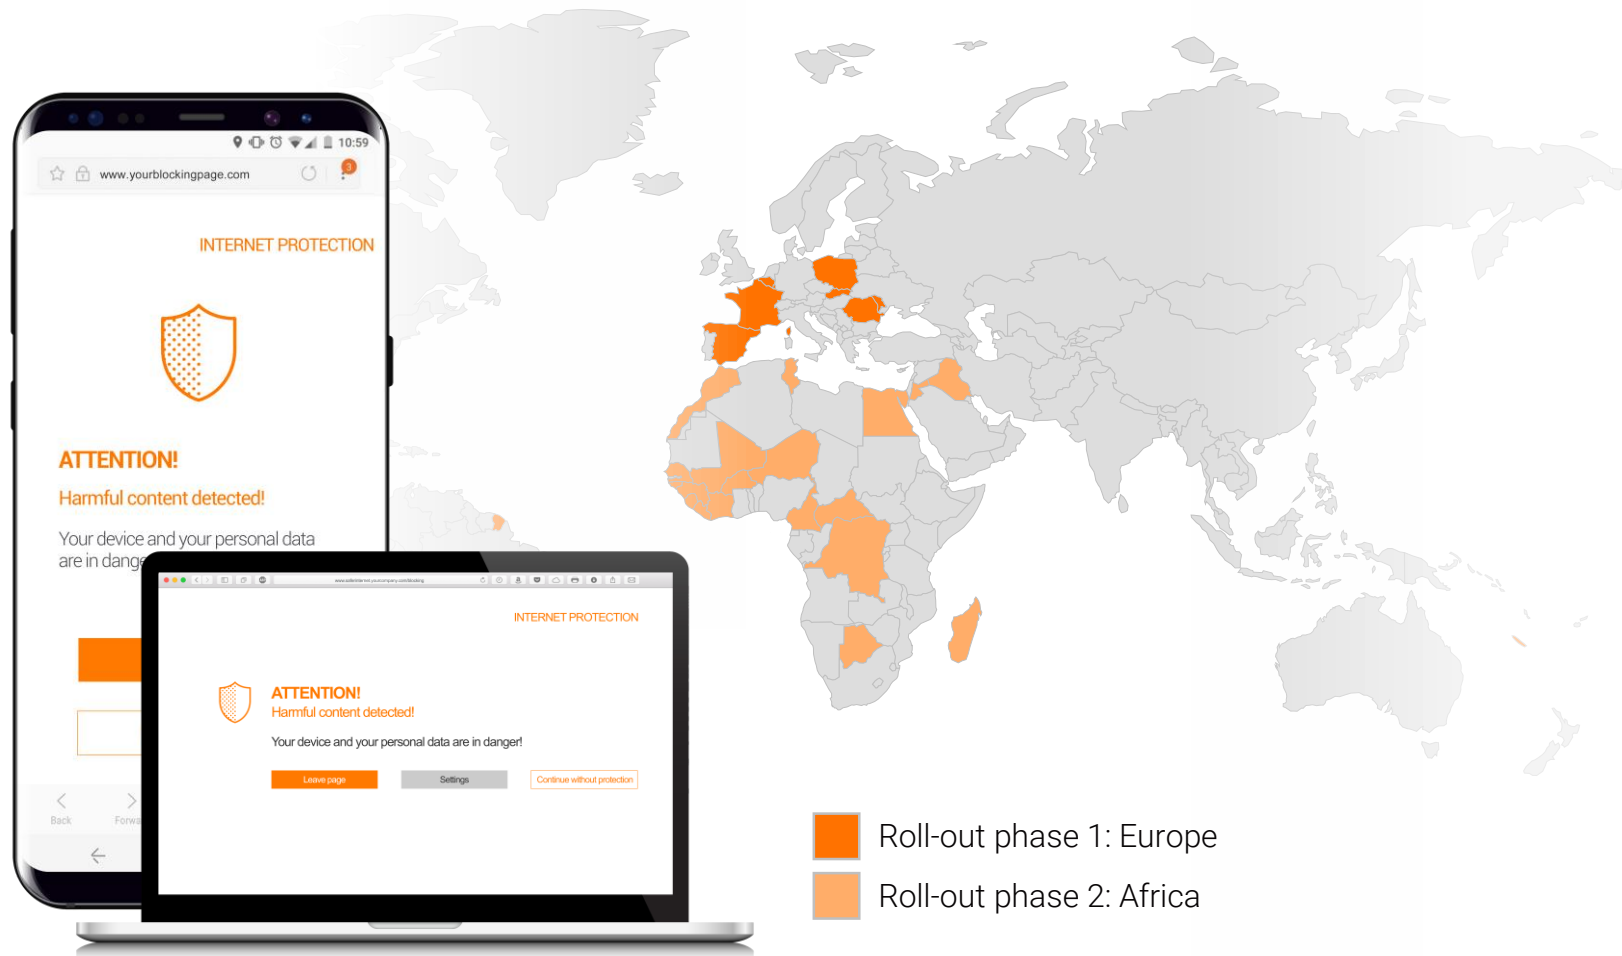 10:59
www.yourblockingpage.com
3
INTERNET PROTECTION
ATTENTION!
Harmful content detected!
Your device and your personal data
are in dange
Back
Forwa
INTERNET PROTECTION
ATTENTION!
Harmful content detected!
Your device and your personal data are in danger!
Leave page
Settings
Continue without protection
Roll-out phase 1: Europe
Roll-out phase 2: Africa